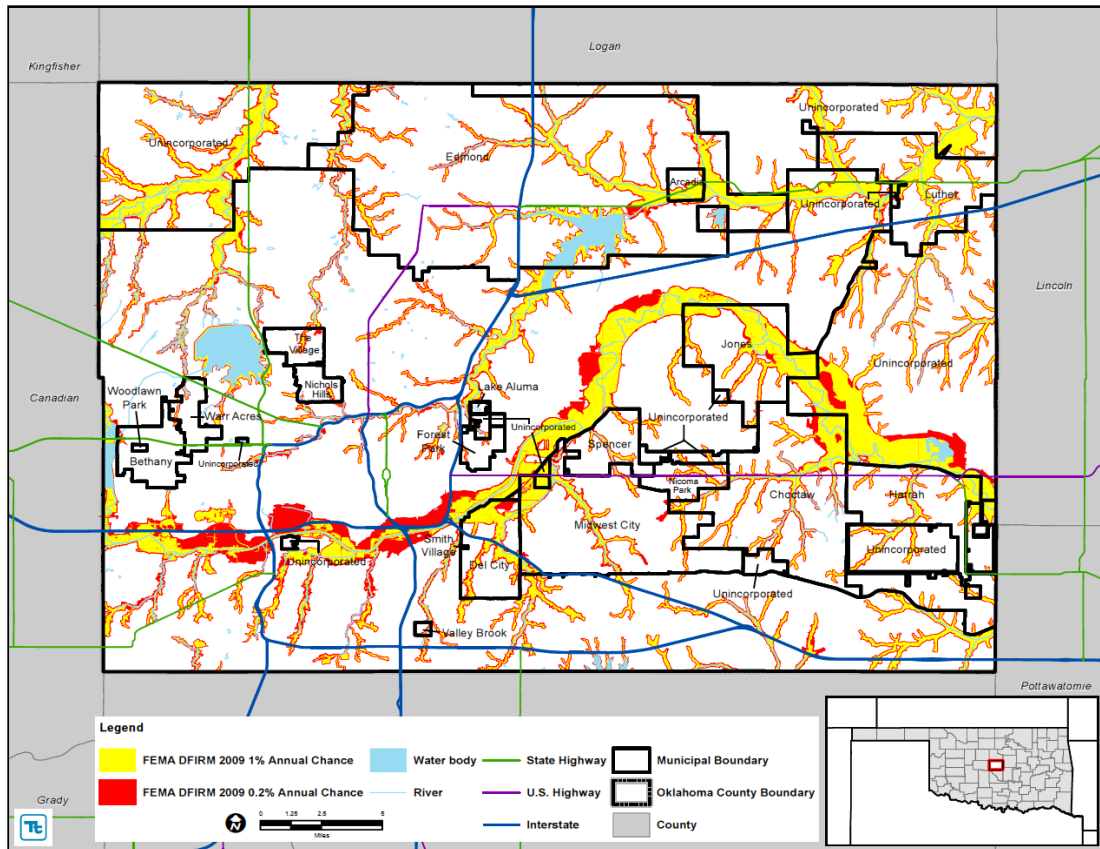 Logan
Kingfisher
Unincorporated
Unincorporated
Edmond
Arcadia
Unincorporated
Luther
Lincoln
The
Village
Jones
Nichols
Hills
Unincorporated
Canadian
Woodlawn
Park
Warr Acres
Lake Aluma
Unincorporated
Unincorporated
Forest
Park
Spencer
Bethany
Unincorporated
Nicoma
Park
Choctaw
Harrah
Midwest City
Smith
Village
Unincorporated
Unincorporated
Del City
Unincorporated
Valley Brook
Pottawatomie
Grady
Legend
FEMA DFIRM 2009 1% Annual Chance
FEMA DFIRM 2009 0.2% Annual Chance
Water body
River
State Highway
U.S. Highway
Interstate
Municipal Boundary
Oklahoma County Boundary
County
N
0 1.25 2.5 5
Miles
Tt